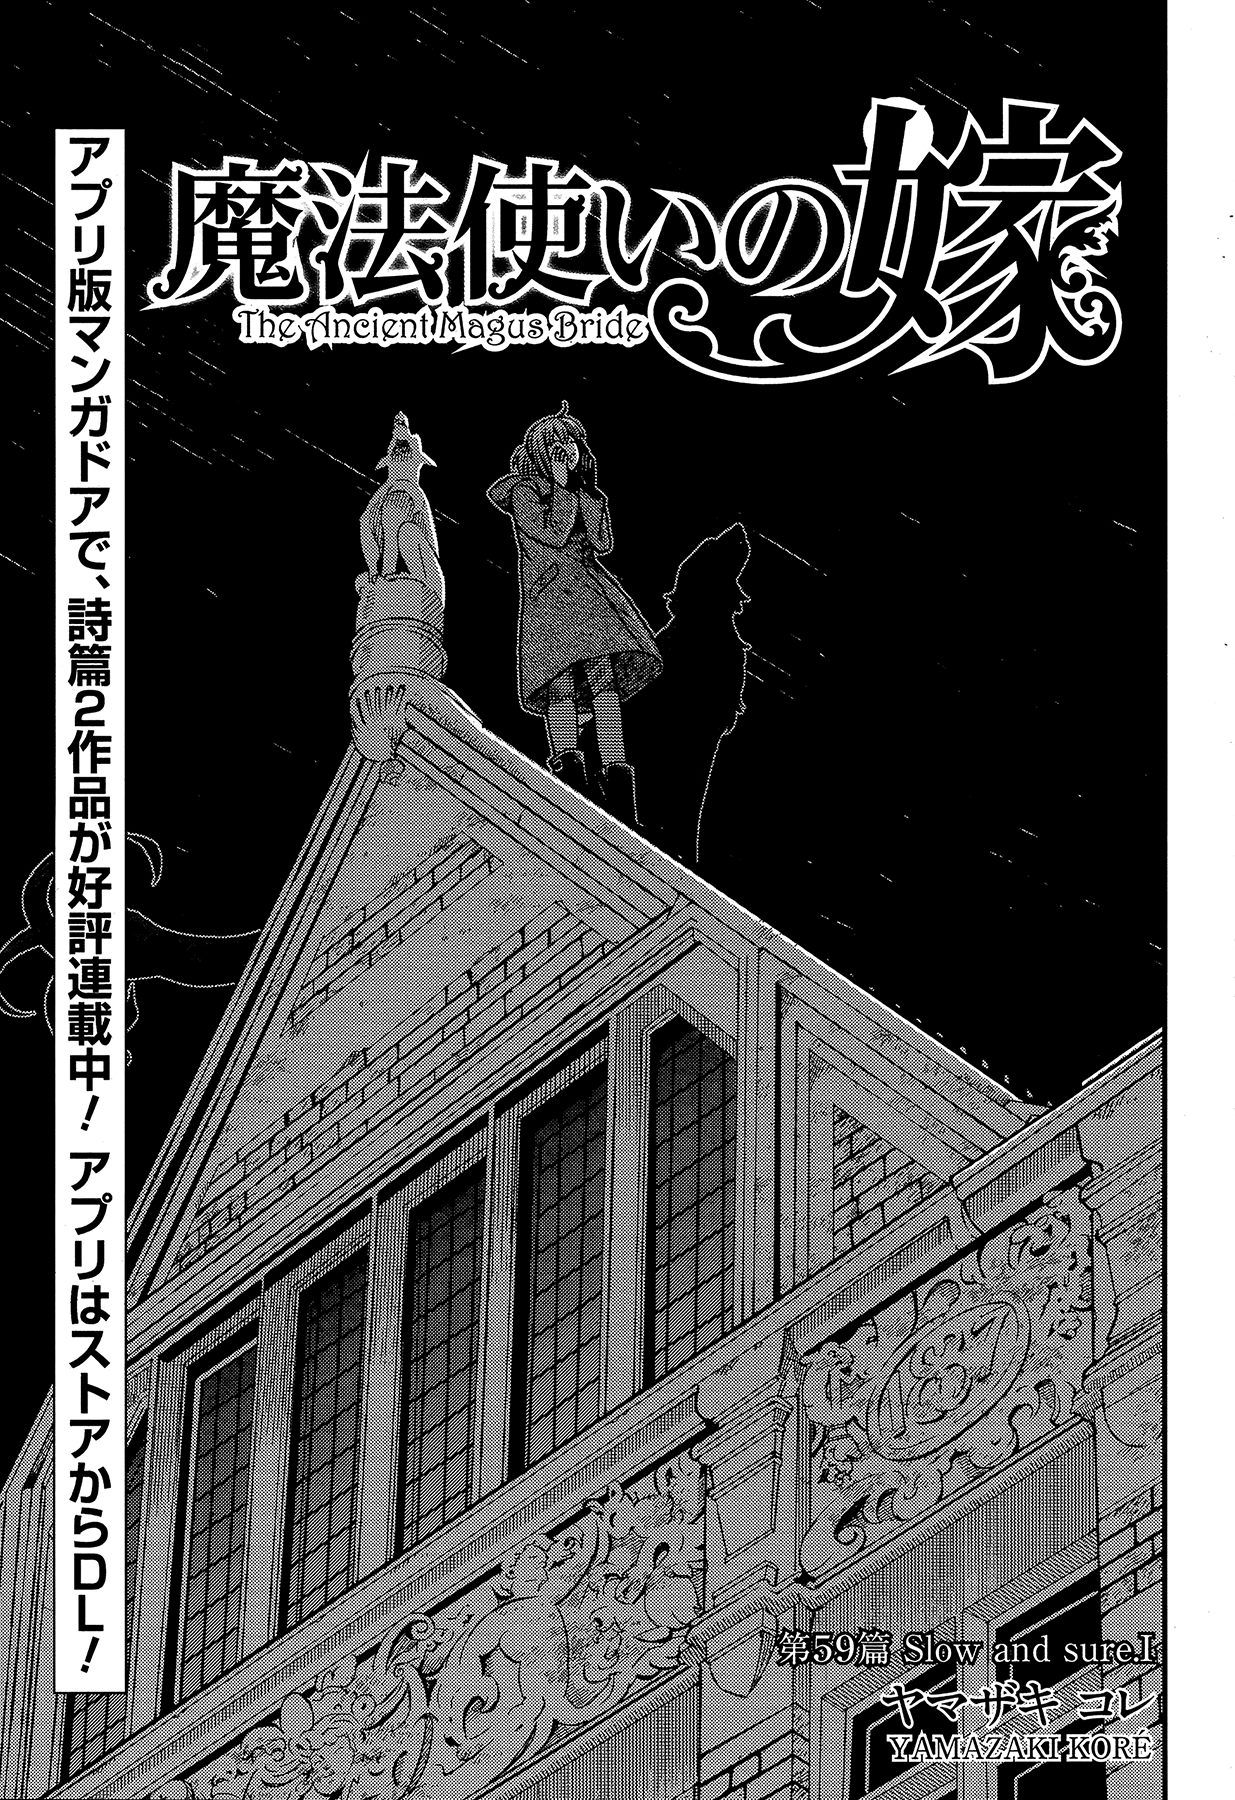 魔法使いの嫁
The Ancient Magus Bride
アプリ版マンガドアで、詩篇2作品が好評連載中！ アプリはストアからDL！
第59篇 Slow and sure.I
ヤマザキ コレ
YAMAZAKI KORÉ